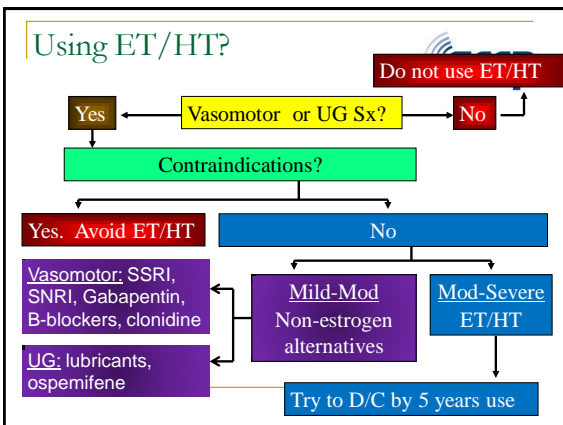 Using ET/HT?
Do not use ET/HT
Yes
Vasomotor or UG Sx?
No
Contraindications?
Yes. Avoid ET/HT
No
Vasomotor: SSRI,
SNRI, Gabapentin,
B-blockers, clonidine
UG: lubricants,
ospemifene
Mild-Mod
Non-estrogen
alternatives
Mod-Severe
ET/HT
Try to D/C by 5 years use